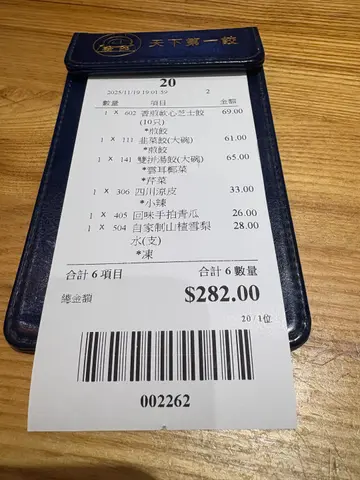 天下第一餃
20
2025/11/19 19:01:59 2
數量 項目 金額
1 X 602 香煎軟心芝士餃 69.00
(10只)
*煎餃
1 X 111 韭菜餃(大碗) 61.00
*煎餃
1 X 141 雙拼湯餃(大碗) 65.00
*雲耳椰菜
*芹菜
1 X 306 四川涼皮 33.00
*小辣
1 X 405 回味手拍青瓜 26.00
1 X 504 自家制山楂雪梨 28.00
水(支)
*凍
合計 6 項目 合計 6 數量
總金額 $282.00
20/1位
002262